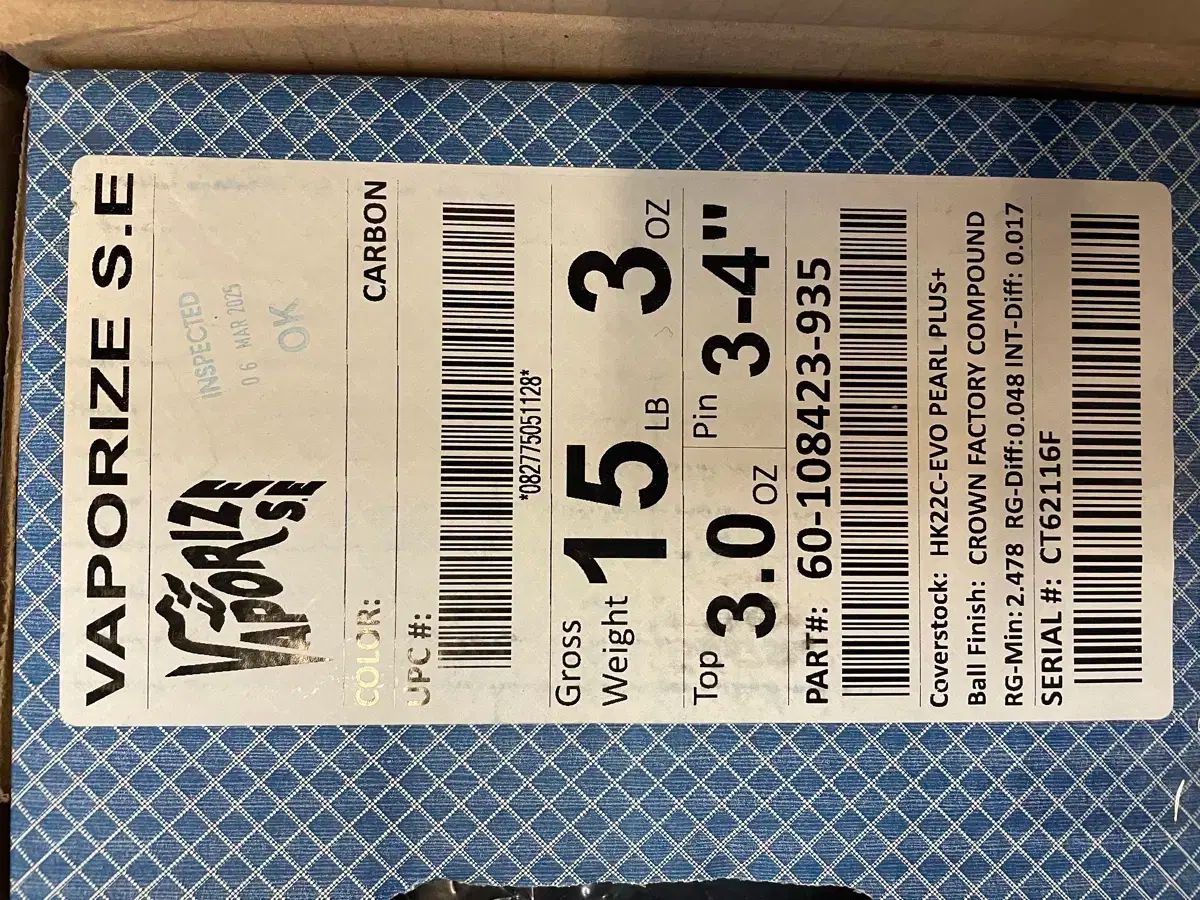 VAPORIZE S.E
VAPORIZE
S.E
INSPECTED
06 MAR 2025
OK
COLOR: CARBON
UPC #:
*082775051128*
Gross Weight 15 LB 3 OZ
Top 3.0 OZ Pin 3-4"
PART#: 60-108423-935
Coverstock: HK22C-EVO PEARL PLUS+
Ball Finish: CROWN FACTORY COMPOUND
RG-Min: 2.478 RG-Diff: 0.048 INT-Diff: 0.017
SERIAL #: CT62116F